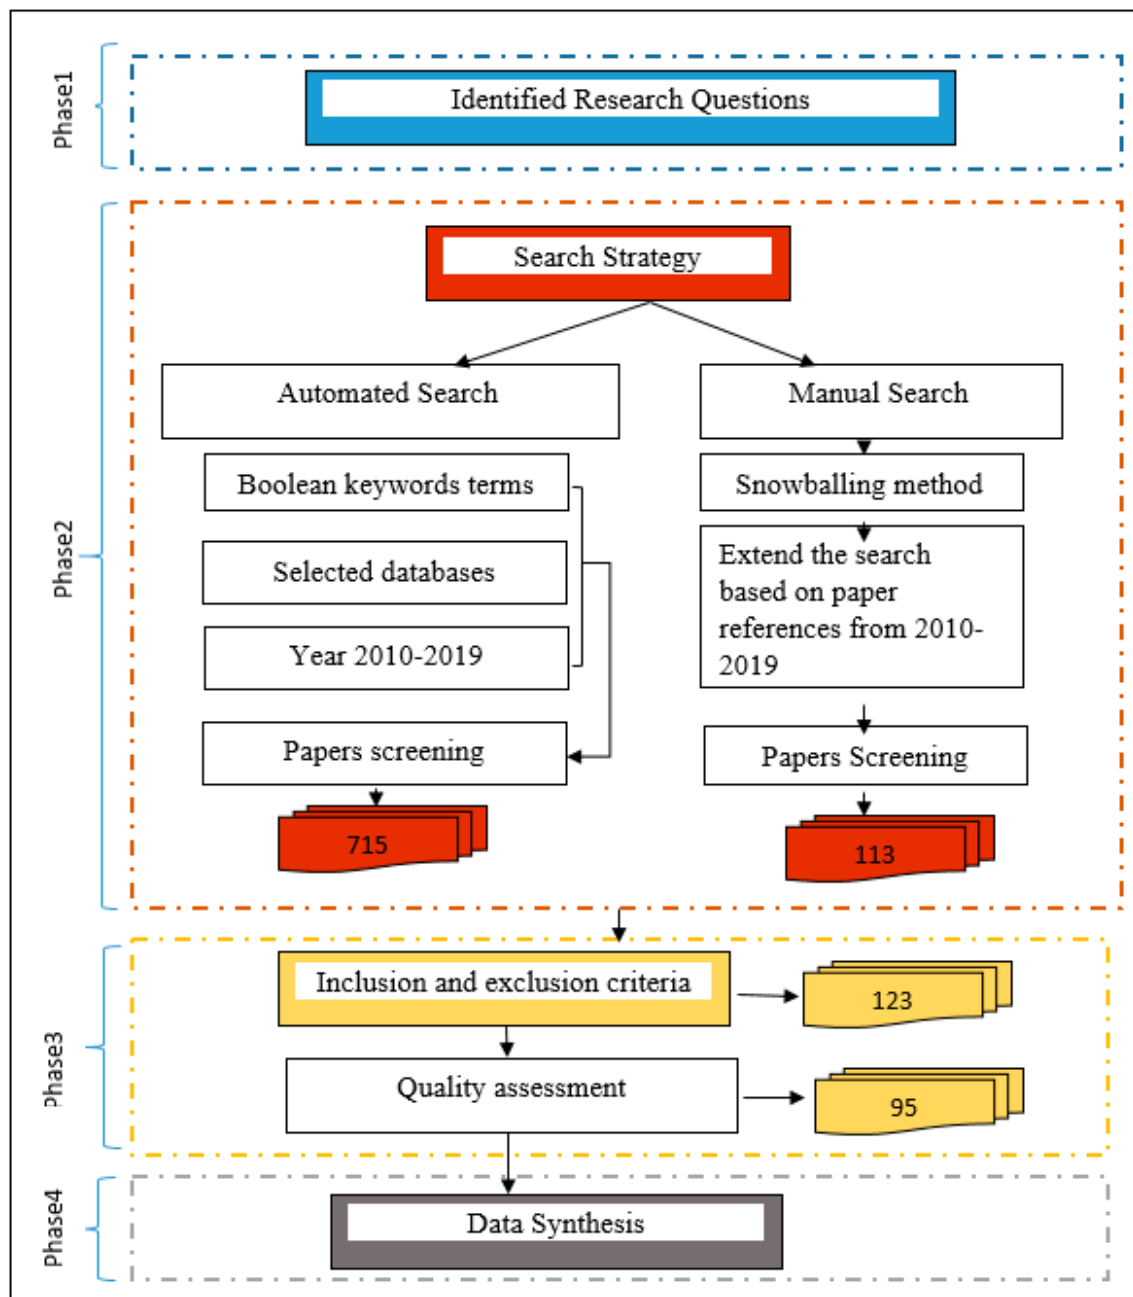 Phase1
Identified Research Questions
Phase2
Search Strategy
Automated Search
Manual Search
Boolean keywords terms
Snowballing method
Selected databases
Extend the search
based on paper
references from 2010-
2019
Year 2010-2019
Papers screening
Papers Screening
715
113
Phase3
Inclusion and exclusion criteria
123
Quality assessment
95
Phase4
Data Synthesis